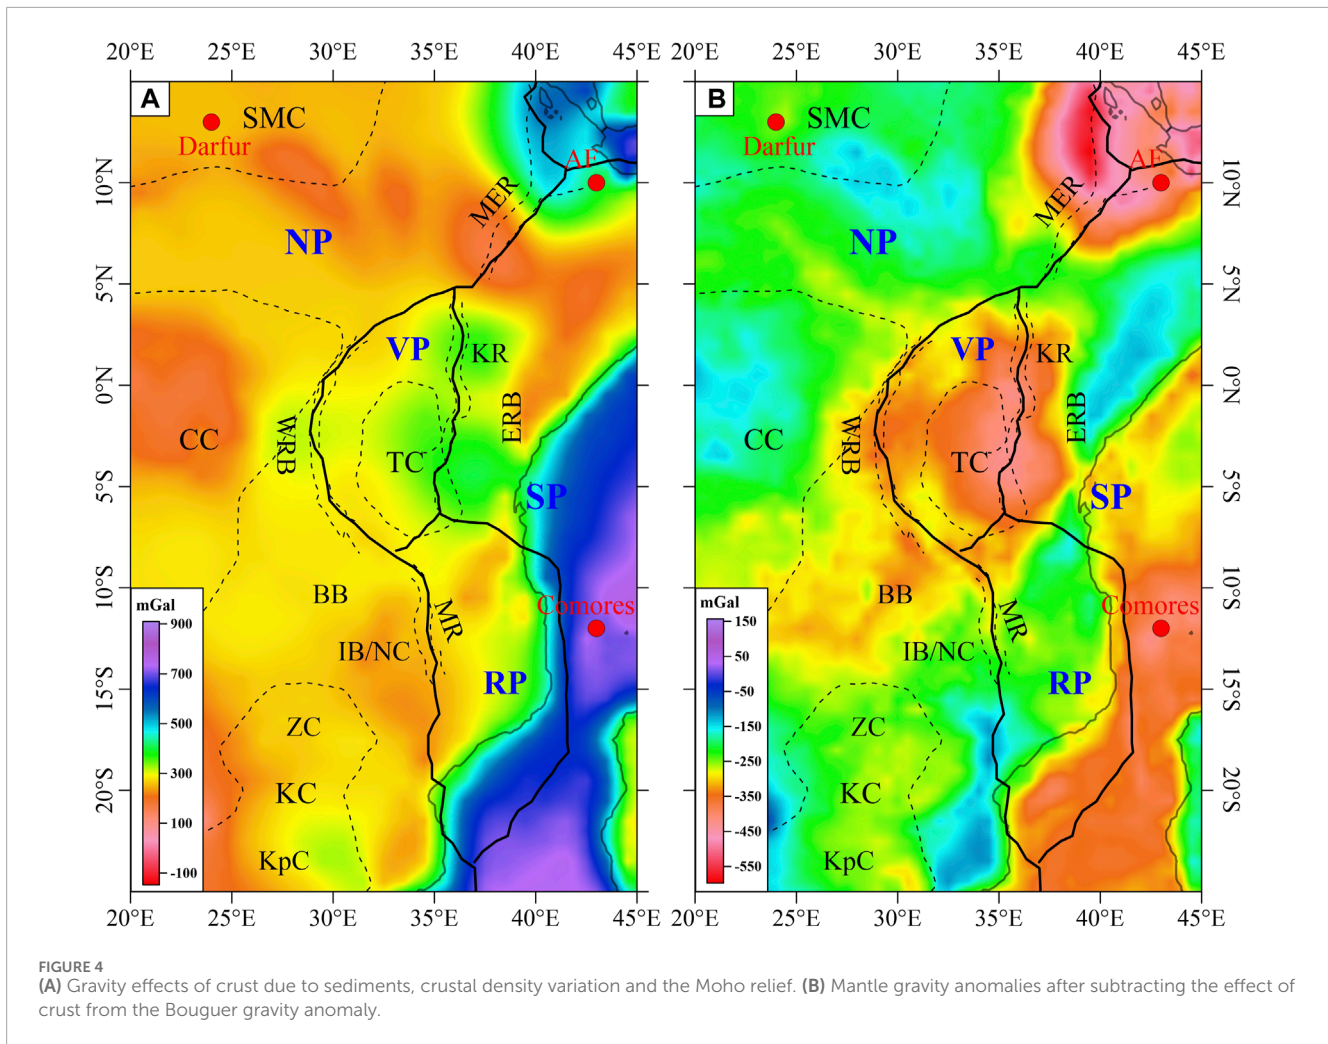 20°E 25°E 30°E 35°E 40°E 45°E 20°E 25°E 30°E 35°E 40°E 45°E
A
SMC
Darfur
AF
MER
NP
VP
KR
WRB
ERB
CC
TC
SP
BB
MR
IB/NC
Comores
RP
ZC
KC
KpC
10°N
5°N
0°N
5°S
10°S
15°S
20°S
mGal
900
700
500
300
100
-100
B
SMC
Darfur
AF
MER
NP
VP
KR
WRB
ERB
CC
TC
SP
BB
MR
IB/NC
Comores
RP
ZC
KC
KpC
10°N
5°N
0°N
5°S
10°S
15°S
20°S
mGal
150
50
-50
-150
-250
-350
-450
-550
20°E 25°E 30°E 35°E 40°E 45°E 20°E 25°E 30°E 35°E 40°E 45°E
FIGURE 4
(A) Gravity effects of crust due to sediments, crustal density variation and the Moho relief. (B) Mantle gravity anomalies after subtracting the effect of
crust from the Bouguer gravity anomaly.